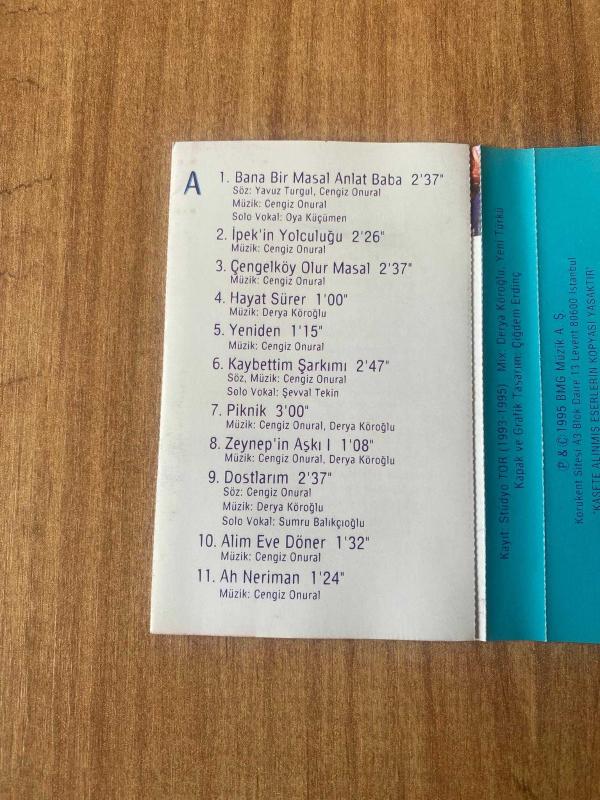 A
1. Bana Bir Masal Anlat Baba 2'37"
Söz: Yavuz Turgul, Cengiz Onural
Müzik: Cengiz Onural
Solo Vokal: Oya Küçümen
2. İpek'in Yolculuğu 2'26"
Müzik: Cengiz Onural
3. Çengelköy Olur Masal 2'37"
Müzik: Cengiz Onural
4. Hayat Sürer 1'00"
Müzik: Derya Köroğlu
5. Yeniden 1'15"
Müzik: Cengiz Onural
6. Kaybettim Şarkımı 2'47"
Söz, Müzik: Cengiz Onural
Solo Vokal: Şevval Tekin
7. Piknik 3'00"
Müzik: Cengiz Onural, Derya Köroğlu
8. Zeynep'in Aşkı I 1'08"
Müzik: Cengiz Onural, Derya Köroğlu
9. Dostlarım 2'37"
Söz: Cengiz Onural
Müzik: Derya Köroğlu
Solo Vokal: Sumru Balıkçıoğlu
10. Alim Eve Döner 1'32"
Müzik: Cengiz Onural
11. Ah Neriman 1'24"
Müzik: Cengiz Onural
Kayıt: Stüdyo TOR (1993-1995) Mix: Derya Köroğlu, Yeni Türkü
Kapak ve Grafik Tasarım: Çiğdem Erdinç
℗ & © 1995 BMG Müzik A. Ş.
Korukent Sitesi A3 Blok Daire 13 Levent 80600 İstanbul
"KASETE ALINMIŞ ESERLERİN KOPYASI YASAKTIR"